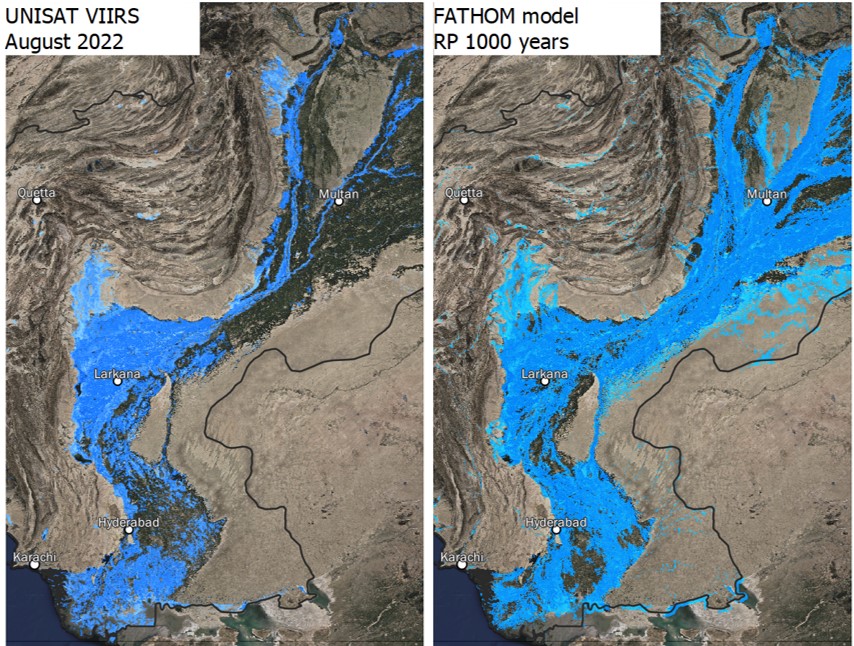 UNISAT VIIRS
August 2022
FATHOM model
RP 1000 years
Quetta
Multan
Quetta
Multan
Larkana
Larkana
Hyderabad
Hyderabad
Karachi
Karachi